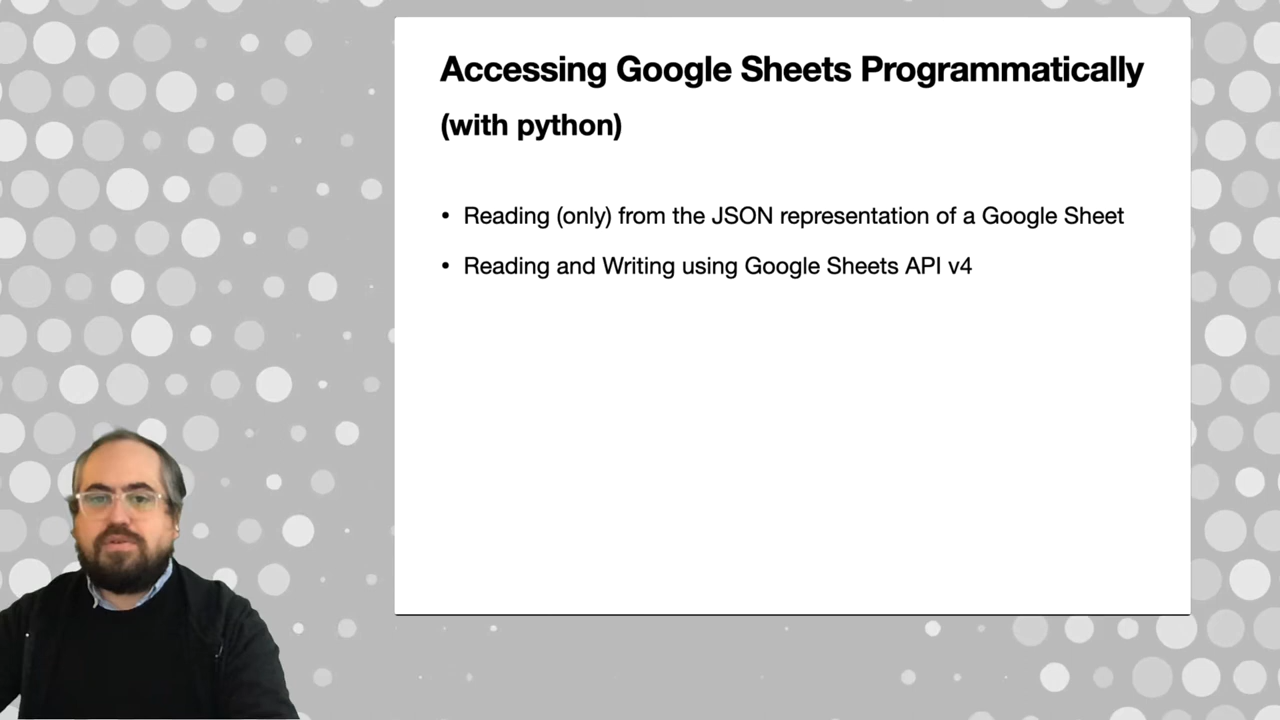 Accessing Google Sheets Programmatically
(with python)
• Reading (only) from the JSON representation of a Google Sheet
• Reading and Writing using Google Sheets API v4